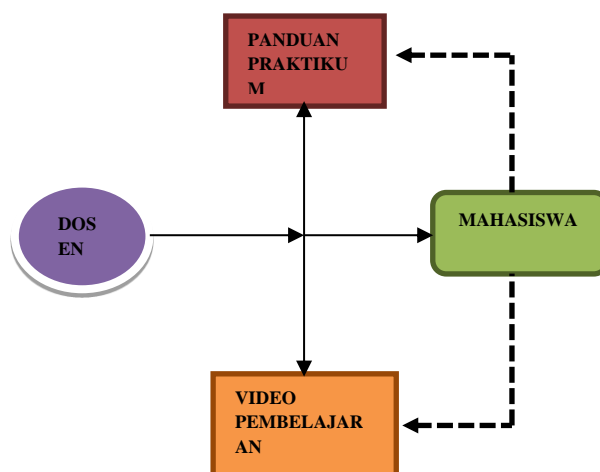 PANDUAN
PRAKTIKU
M
DOS
EN
MAHASISWA
VIDEO
PEMBELAJAR
AN